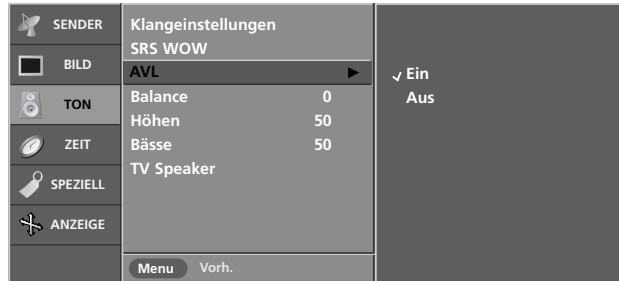 SENDER
BILD
TON
ZEIT
SPEZIELL
ANZEIGE
Klangeinstellungen
SRS WOW
AVL
Balance 0
Höhen 50
Bässe 50
TV Speaker
Menu Vorh.
Ein
Aus